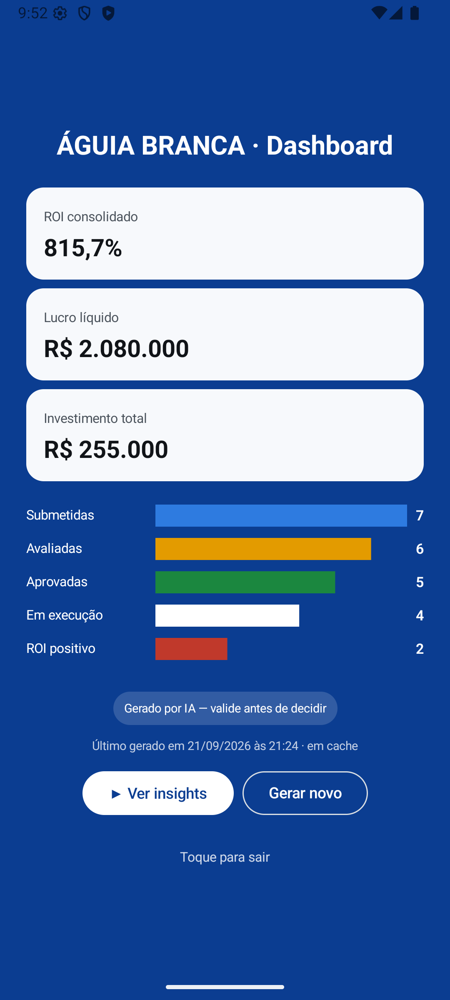 9:52
ÁGUIA BRANCA · Dashboard
ROI consolidado
815,7%
Lucro líquido
R$ 2.080.000
Investimento total
R$ 255.000
Submetidas 7
Avaliadas 6
Aprovadas 5
Em execução 4
ROI positivo 2
Gerado por IA — valide antes de decidir
Último gerado em 21/09/2026 às 21:24 · em cache
► Ver insights
Gerar novo
Toque para sair